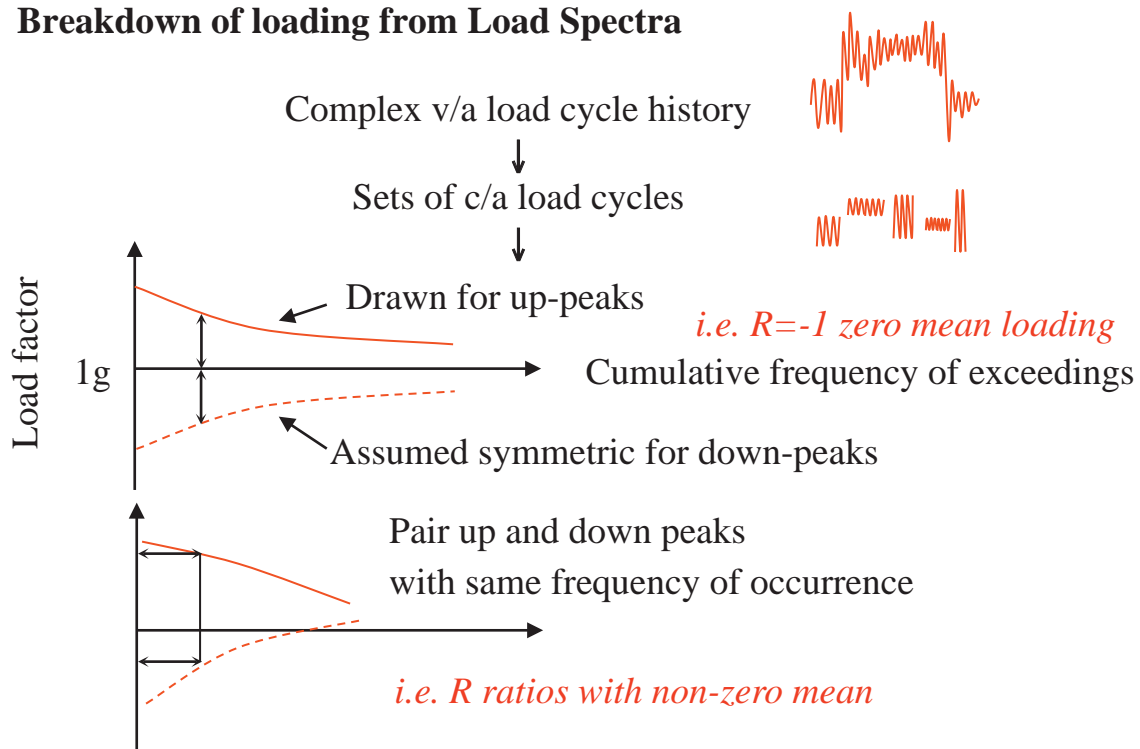 Breakdown of loading from Load Spectra
Complex v/a load cycle history
Sets of c/a load cycles
Drawn for up-peaks
i.e. R=-1 zero mean loading
Load factor
1g
Cumulative frequency of exceedings
Assumed symmetric for down-peaks
Pair up and down peaks
with same frequency of occurrence
i.e. R ratios with non-zero mean